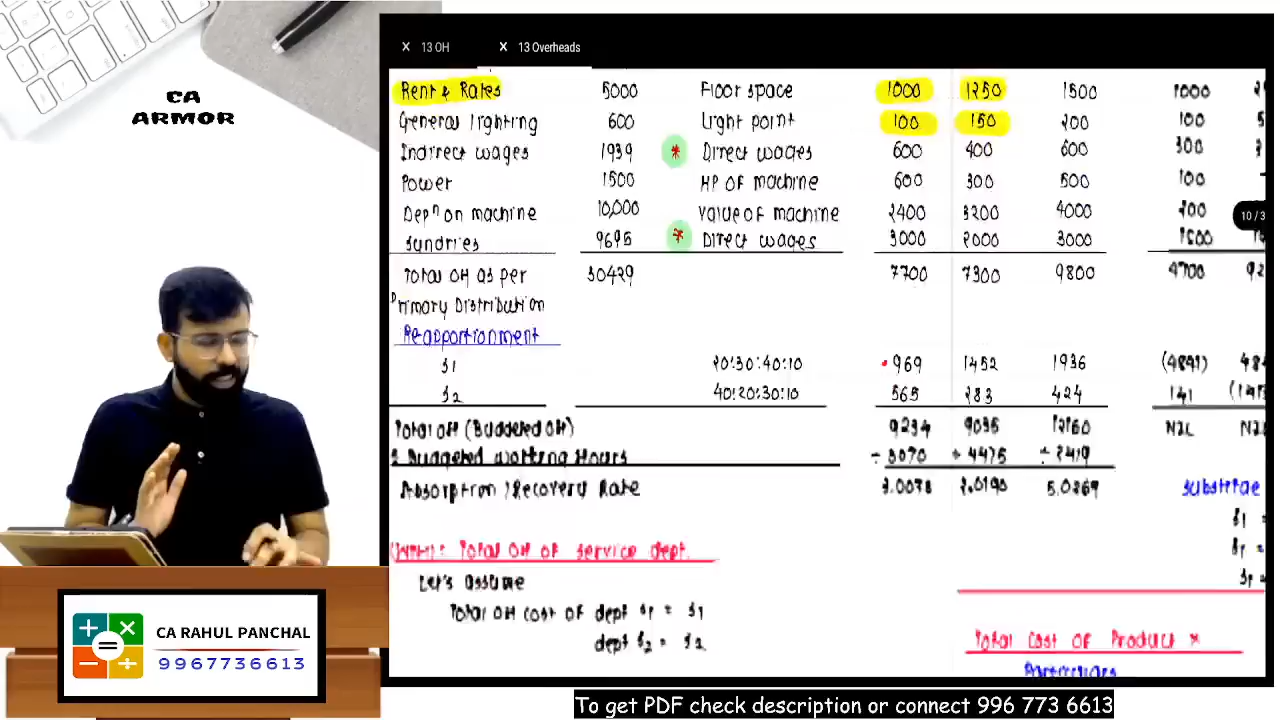 CA
ARMOR
13 OH
13 Overheads
Rent & Rates 5000 Floor space 1000 1250 1500 1000
General lighting 600 Light point 100 150 200 100
Indirect wages 1939 * Direct wages 600 400 600 300
Power 1500 HP OF machine 600 300 500 100
Depⁿ on machine 10,000 value of machine 2400 3200 4000 200
sundries 9695 * Direct wages 3000 2000 3000 1500
10/3
Total OH as per 30429 7700 7300 9800 4700
Primary Distribution
Reapportionment
S1 20:30:40:10 969 1452 1936
S2 40:20:30:10 565 283 424 141
Total OH (Budgeted OH) 9234 9035 12160
Budgeted working Hours ÷ 3070 ÷ 4475 ÷ 2419
Absorption / Recovery Rate 3.0078 2.0190 5.0269
substitute
S1 =
Total OH of service dept.
Let's assume
Total OH cost of dept S1 = S1
dept S2 = S2
Total Cost of Product X
Particulars
CA RAHUL PANCHAL
9967736613
To get PDF check description or connect 996 773 6613